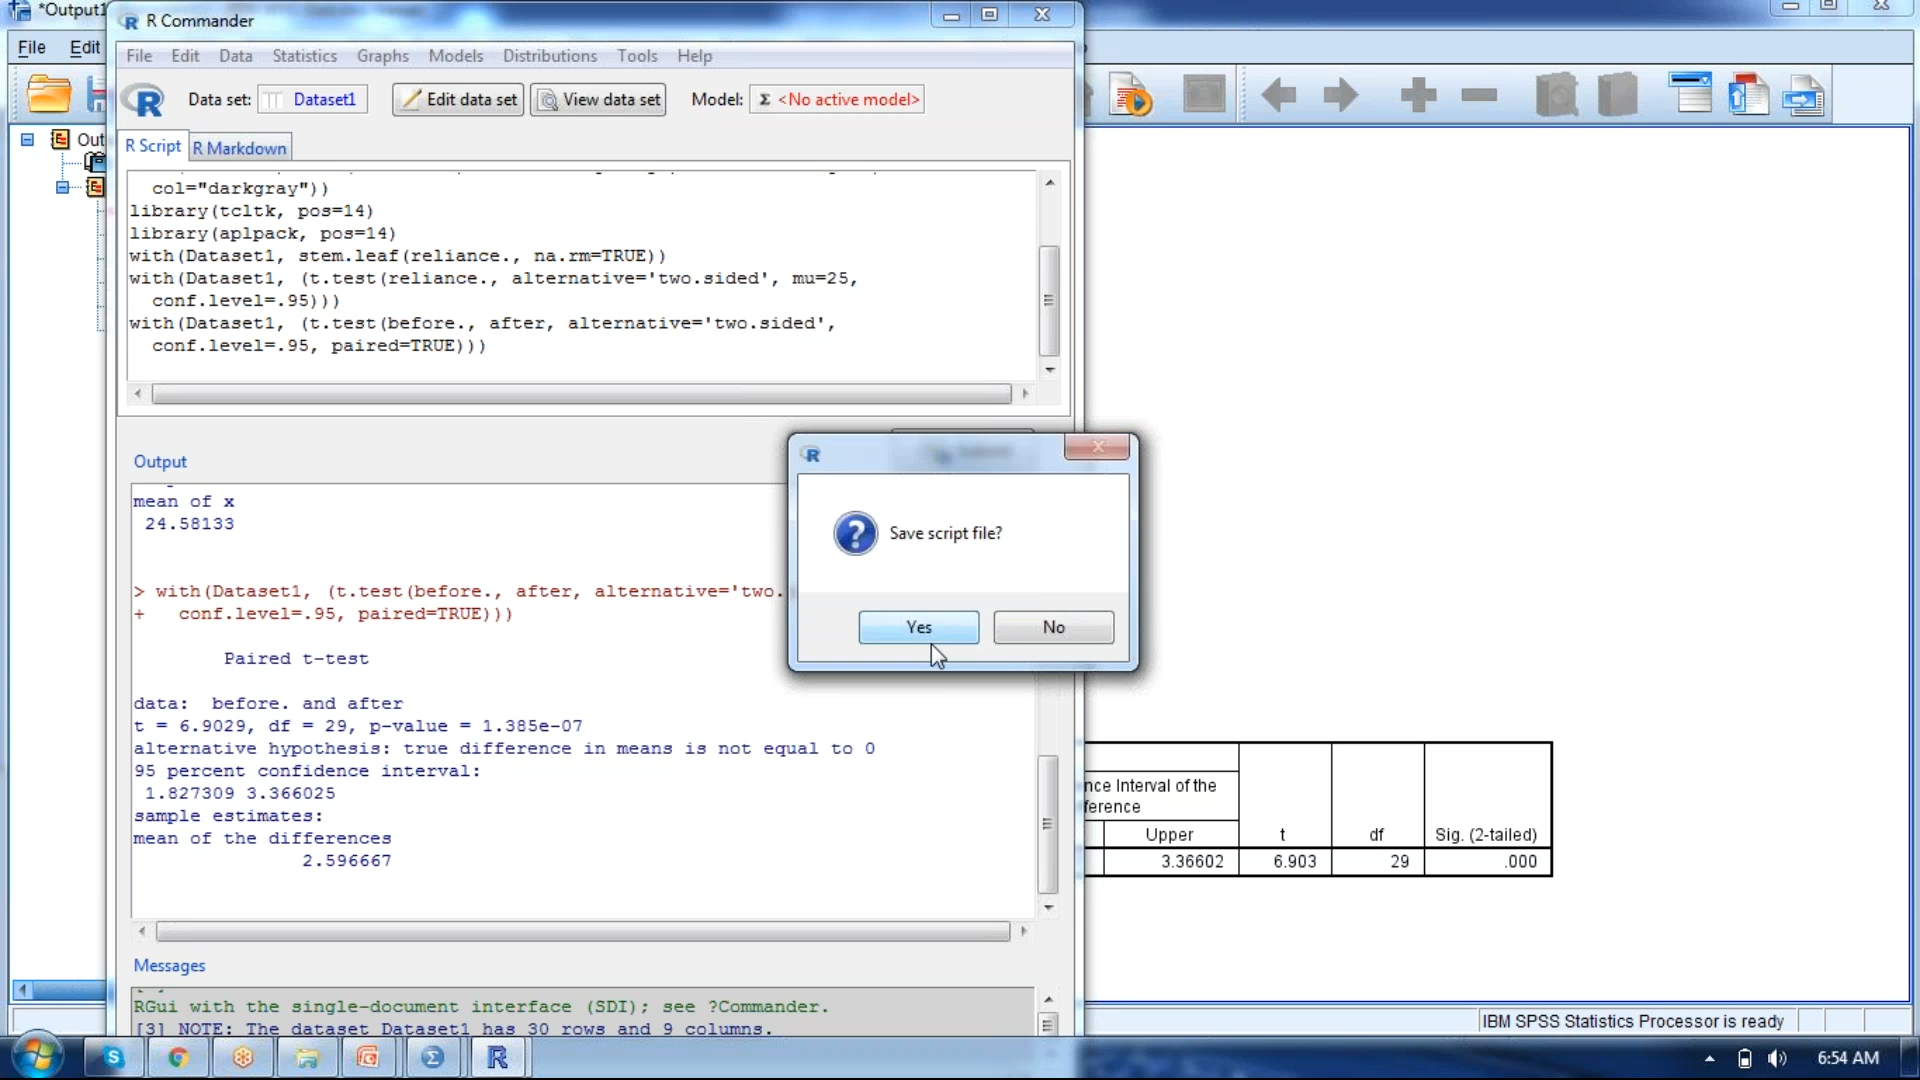 *Output1
R Commander
File Edit
File Edit Data Statistics Graphs Models Distributions Tools Help
Data set: Dataset1 Edit data set View data set Model: Σ <No active model>
Out
R Script R Markdown
col="darkgray"))
library(tcltk, pos=14)
library(aplpack, pos=14)
with(Dataset1, stem.leaf(reliance., na.rm=TRUE))
with(Dataset1, (t.test(reliance., alternative='two.sided', mu=25,
conf.level=.95)))
with(Dataset1, (t.test(before., after, alternative='two.sided',
conf.level=.95, paired=TRUE)))
Output
mean of x
24.58133
> with(Dataset1, (t.test(before., after, alternative='two.
+ conf.level=.95, paired=TRUE)))
Paired t-test
data: before. and after
t = 6.9029, df = 29, p-value = 1.385e-07
alternative hypothesis: true difference in means is not equal to 0
95 percent confidence interval:
1.827309 3.366025
sample estimates:
mean of the differences
2.596667
Save script file?
Yes No
nce Interval of the
ference
Upper t df Sig. (2-tailed)
3.36602 6.903 29 .000
Messages
RGui with the single-document interface (SDI); see ?Commander.
[3] NOTE: The dataset Dataset1 has 30 rows and 9 columns.
IBM SPSS Statistics Processor is ready
6:54 AM